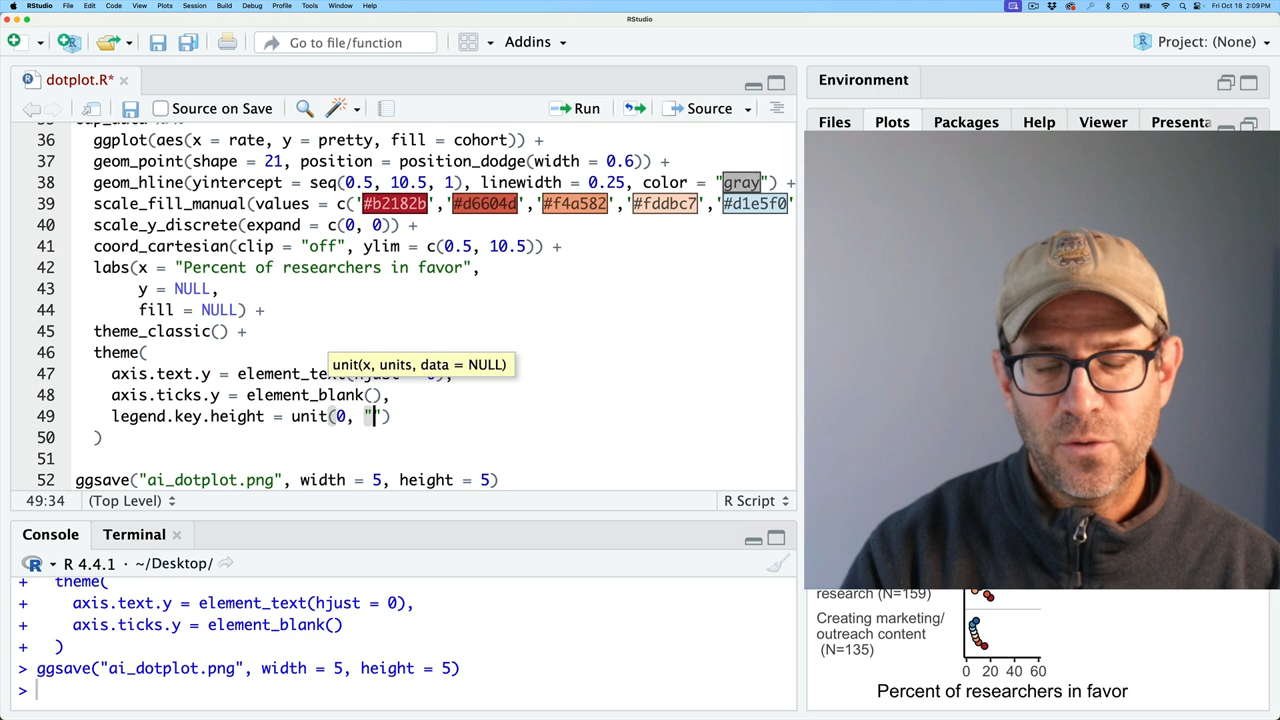 RStudio File Edit Code View Plots Session Build Debug Profile Tools Window Help Fri Oct 18 2:09 PM
RStudio
Go to file/function Addins Project: (None)
dotplot.R*
Source on Save Run Source
36 ggplot(aes(x = rate, y = pretty, fill = cohort)) +
37 geom_point(shape = 21, position = position_dodge(width = 0.6)) +
38 geom_hline(yintercept = seq(0.5, 10.5, 1), linewidth = 0.25, color = "gray") +
39 scale_fill_manual(values = c('#b2182b','#d6604d','#f4a582','#fddbc7','#d1e5f0'
40 scale_y_discrete(expand = c(0, 0)) +
41 coord_cartesian(clip = "off", ylim = c(0.5, 10.5)) +
42 labs(x = "Percent of researchers in favor",
43 y = NULL,
44 fill = NULL) +
45 theme_classic() +
46 theme(
unit(x, units, data = NULL)
47 axis.text.y = element_text(hjust = 0),
48 axis.ticks.y = element_blank(),
49 legend.key.height = unit(0, "")
50 )
51
52 ggsave("ai_dotplot.png", width = 5, height = 5)
49:34 (Top Level) R Script
Console Terminal
R 4.4.1 · ~/Desktop/
+ theme(
+ axis.text.y = element_text(hjust = 0),
+ axis.ticks.y = element_blank()
+ )
> ggsave("ai_dotplot.png", width = 5, height = 5)
>
Environment
Files Plots Packages Help Viewer Presenta
research (N=159)
Creating marketing/
outreach content
(N=135)
0 20 40 60
Percent of researchers in favor